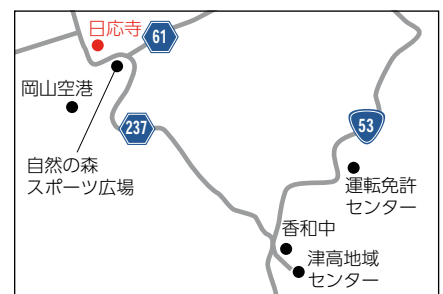 日応寺
61
岡山空港
237
53
自然の森
スポーツ広場
運転免許
センター
香和中
津高地域
センター